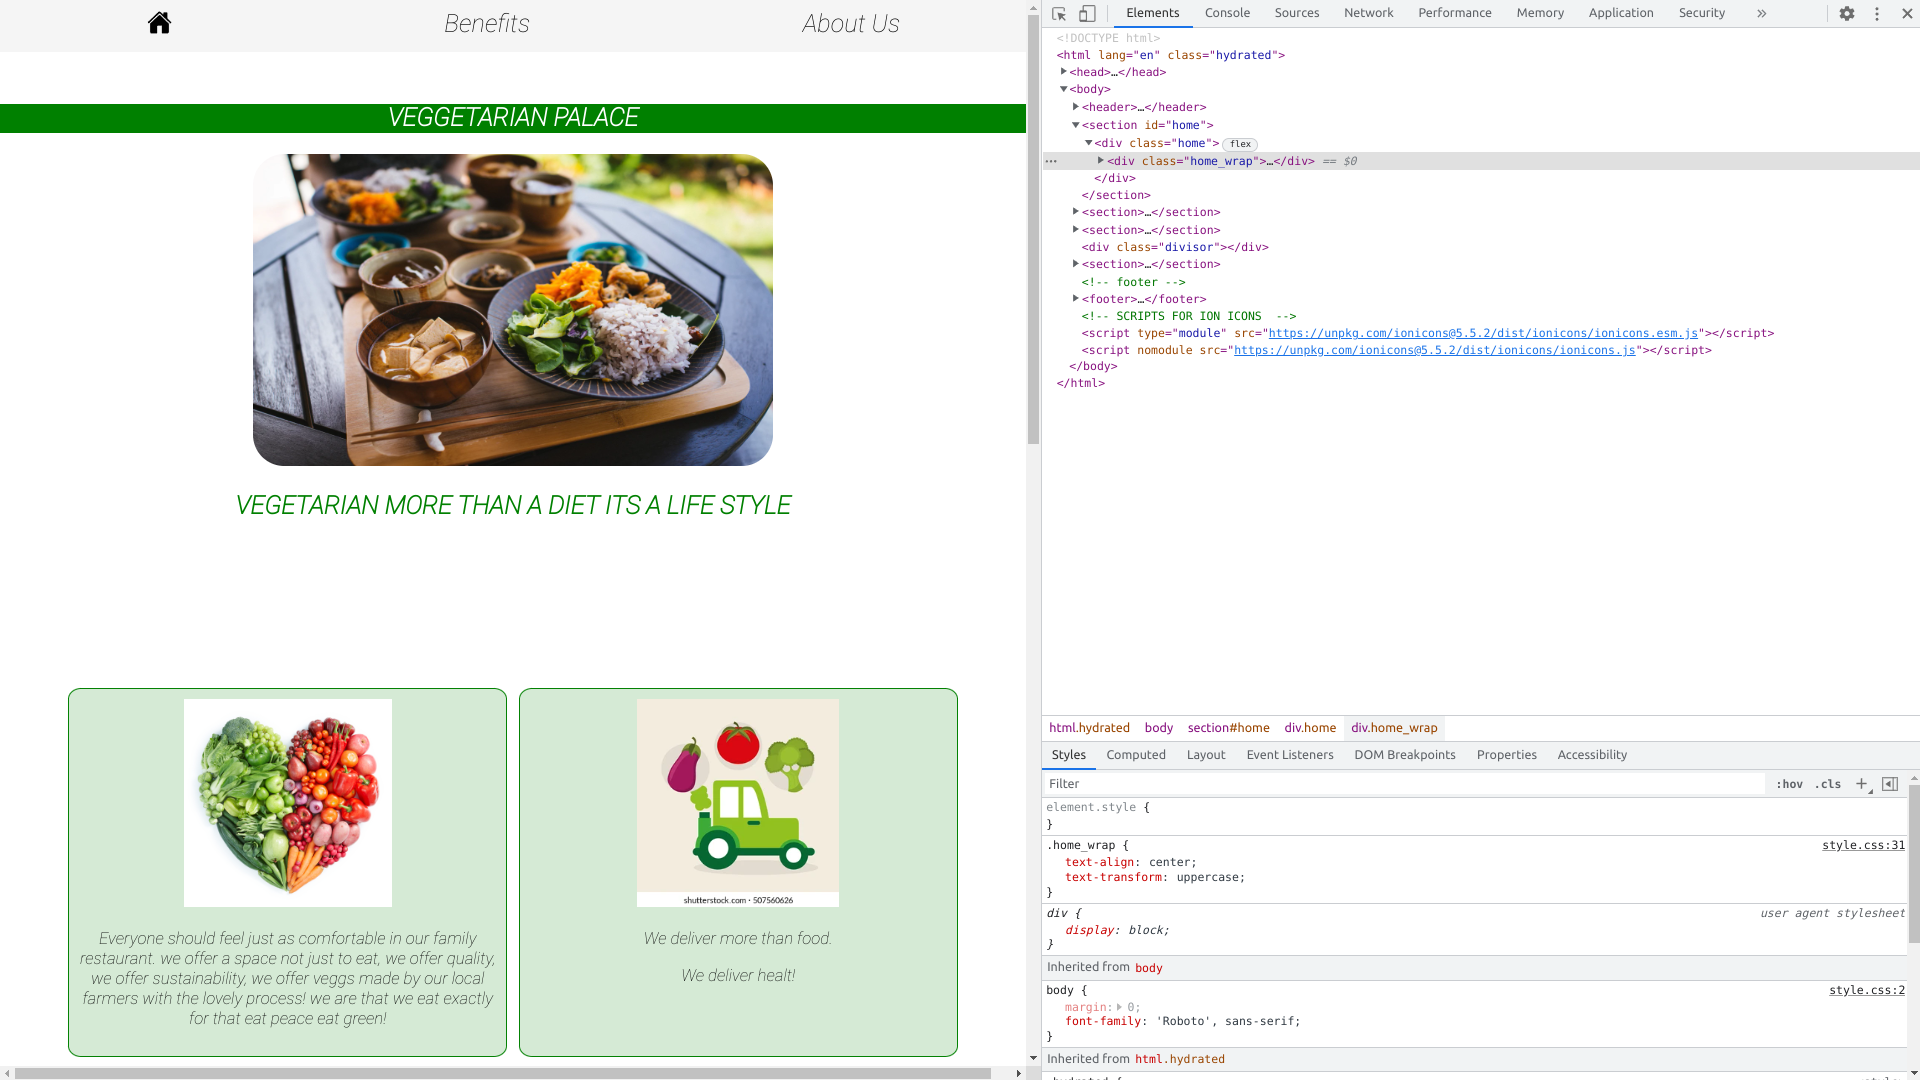 Benefits
About Us
VEGGETARIAN PALACE
VEGETARIAN MORE THAN A DIET ITS A LIFE STYLE
shutterstock.com • 507560626
Everyone should feel just as comfortable in our family
restaurant. we offer a space not just to eat, we offer quality,
we offer sustainability, we offer veggs made by our local
farmers with the lovely process! we are that we eat exactly
for that eat peace eat green!
We deliver more than food.
We deliver healt!
Elements Console Sources Network Performance Memory Application Security »
<!DOCTYPE html>
<html lang="en" class="hydrated">
<head>…</head>
<body>
<header>…</header>
<section id="home">
<div class="home"> flex
<div class="home_wrap">…</div> == $0
</div>
</section>
<section>…</section>
<section>…</section>
<div class="divisor"></div>
<section>…</section>
<!-- footer -->
<footer>…</footer>
<!-- SCRIPTS FOR ION ICONS  -->
<script type="module" src="https://unpkg.com/ionicons@5.5.2/dist/ionicons/ionicons.esm.js"></script>
<script nomodule src="https://unpkg.com/ionicons@5.5.2/dist/ionicons/ionicons.js"></script>
</body>
</html>
html.hydrated body section#home div.home div.home_wrap
Styles Computed Layout Event Listeners DOM Breakpoints Properties Accessibility
Filter :hov .cls +
element.style {
}
.home_wrap { style.css:31
text-align: center;
text-transform: uppercase;
}
div { user agent stylesheet
display: block;
}
Inherited from body
body { style.css:2
margin: 0;
font-family: 'Roboto', sans-serif;
}
Inherited from html.hydrated